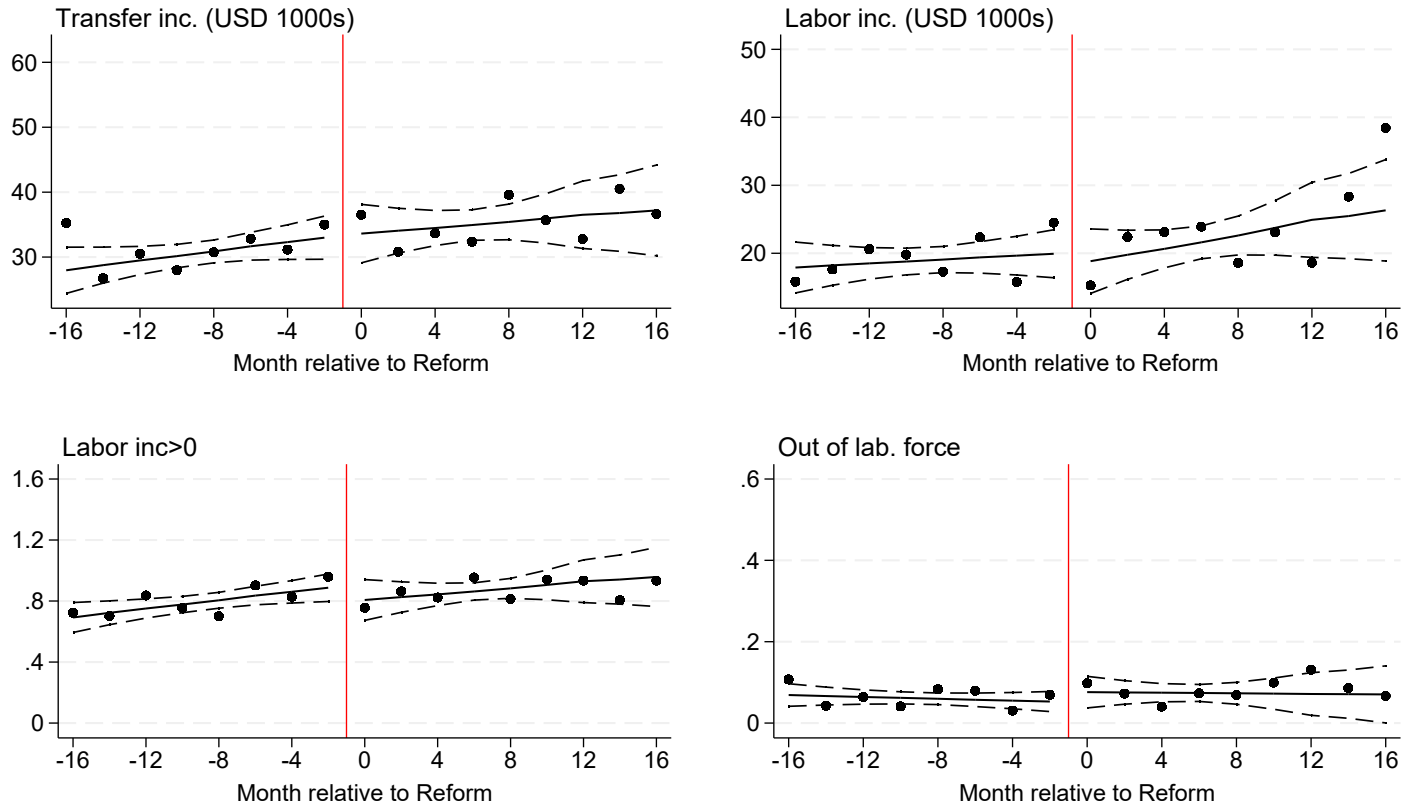 Transfer inc. (USD 1000s)
60
50
40
30
-16 -12 -8 -4 0 4 8 12 16
Month relative to Reform
Labor inc. (USD 1000s)
50
40
30
20
-16 -12 -8 -4 0 4 8 12 16
Month relative to Reform
Labor inc>0
1.6
1.2
.8
.4
0
-16 -12 -8 -4 0 4 8 12 16
Month relative to Reform
Out of lab. force
.6
.4
.2
0
-16 -12 -8 -4 0 4 8 12 16
Month relative to Reform